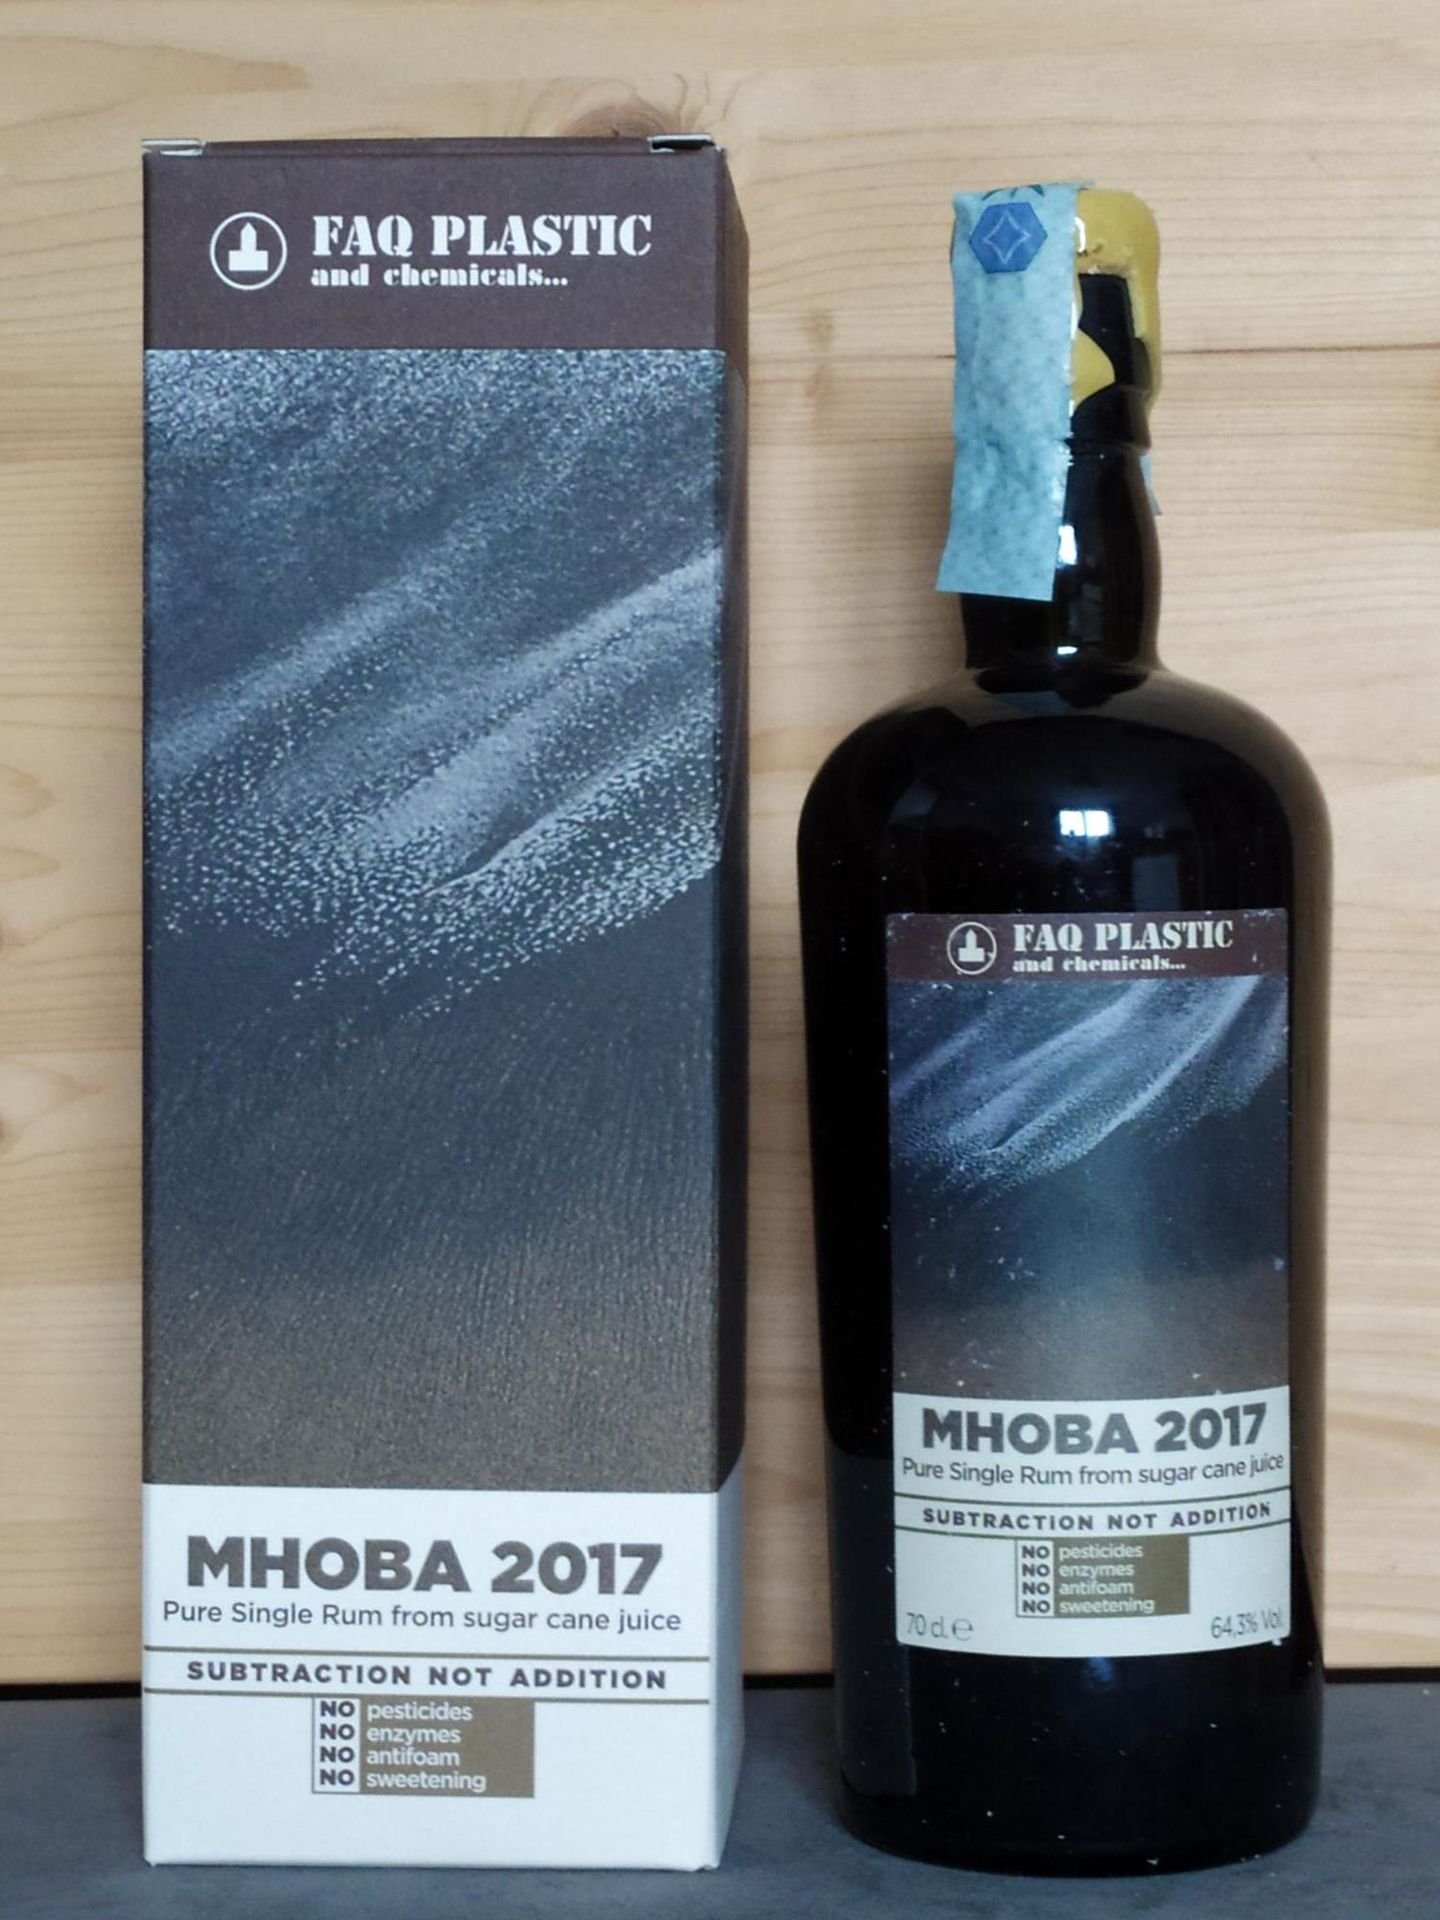 FAQ PLASTIC
and chemicals...
MHOBA 2017
Pure Single Rum from sugar cane juice
SUBTRACTION NOT ADDITION
NO pesticides
NO enzymes
NO antifoam
NO sweetening
FAQ PLASTIC
and chemicals...
MHOBA 2017
Pure Single Rum from sugar cane juice
SUBTRACTION NOT ADDITION
NO pesticides
NO enzymes
NO antifoam
NO sweetening
70 cl. ℮ 64,3% Vol.